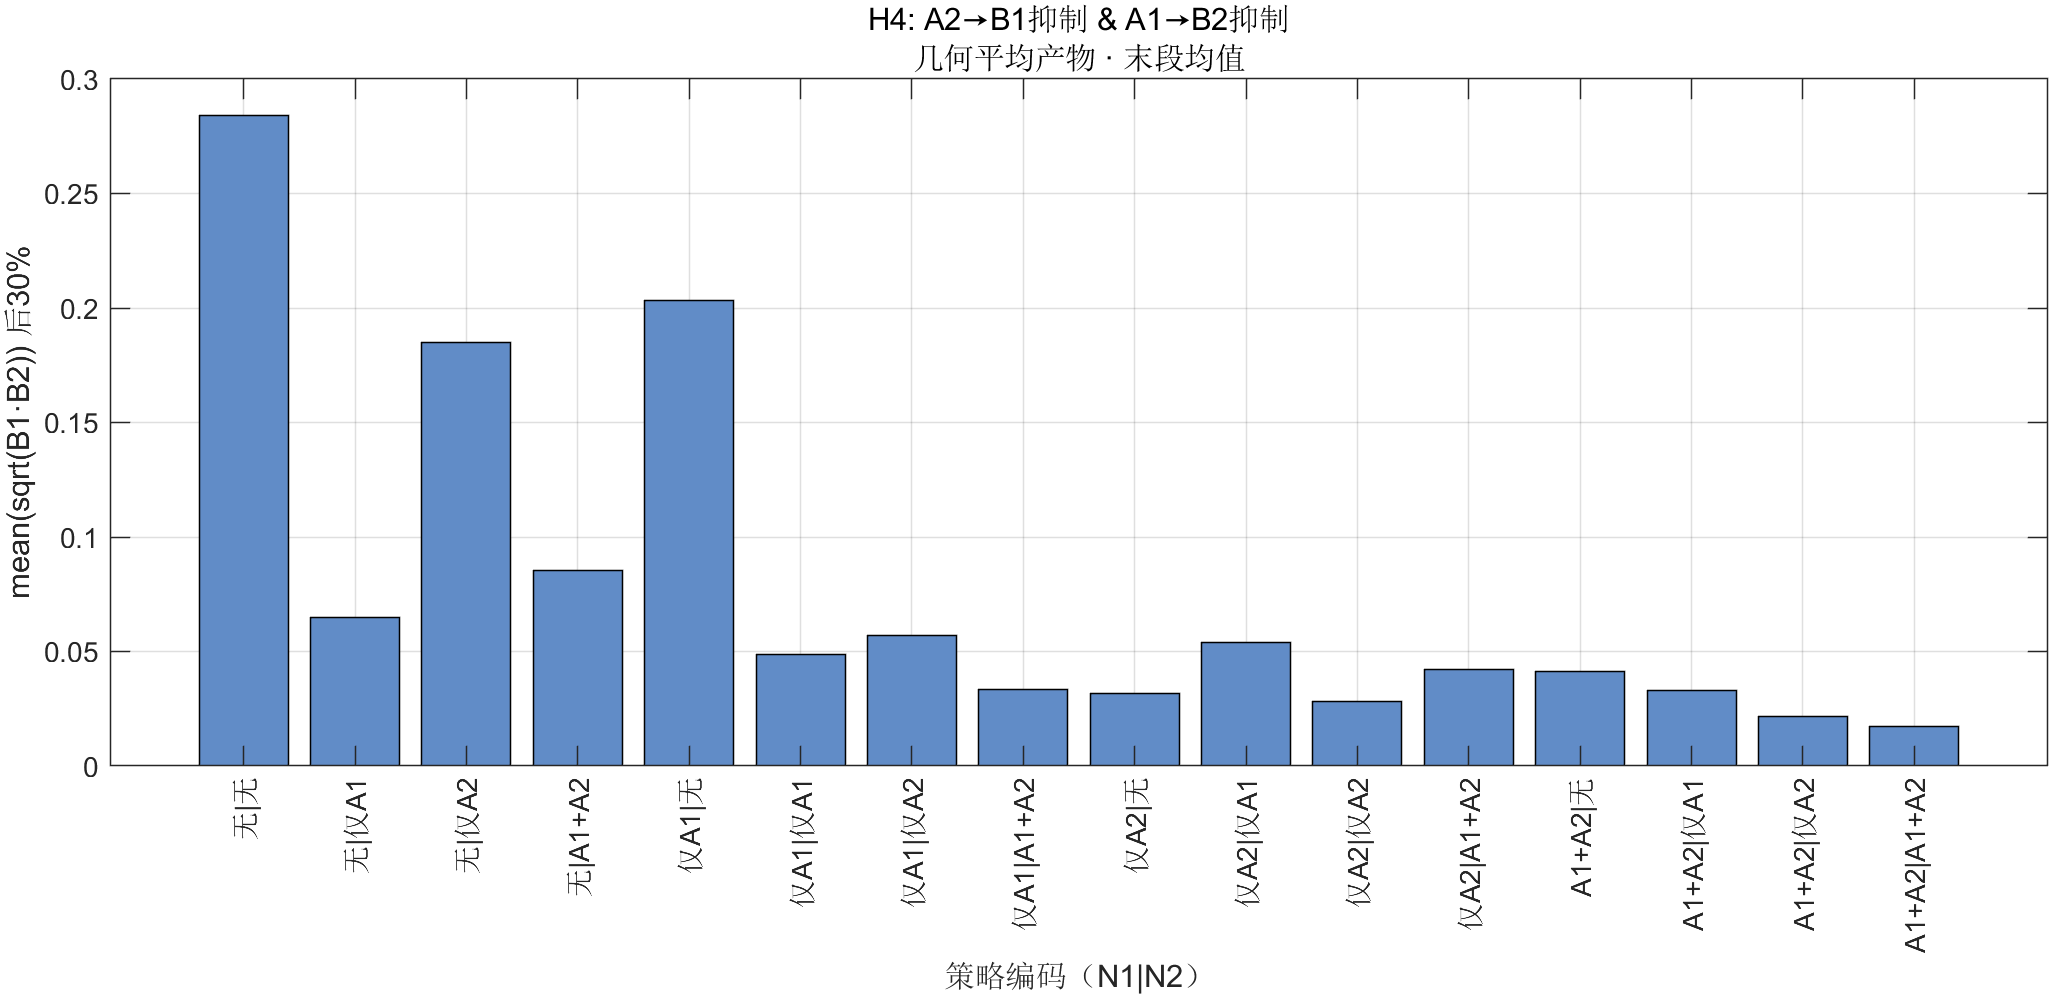 H4: A2→B1抑制 & A1→B2抑制
几何平均产物 · 末段均值
mean(sqrt(B1·B2)) 后30%
0.3
0.25
0.2
0.15
0.1
0.05
0
无|无
无|仅A1
无|仅A2
无|A1+A2
仅A1|无
仅A1|仅A1
仅A1|仅A2
仅A1|A1+A2
仅A2|无
仅A2|仅A1
仅A2|仅A2
仅A2|A1+A2
A1+A2|无
A1+A2|仅A1
A1+A2|仅A2
A1+A2|A1+A2
策略编码（N1|N2）